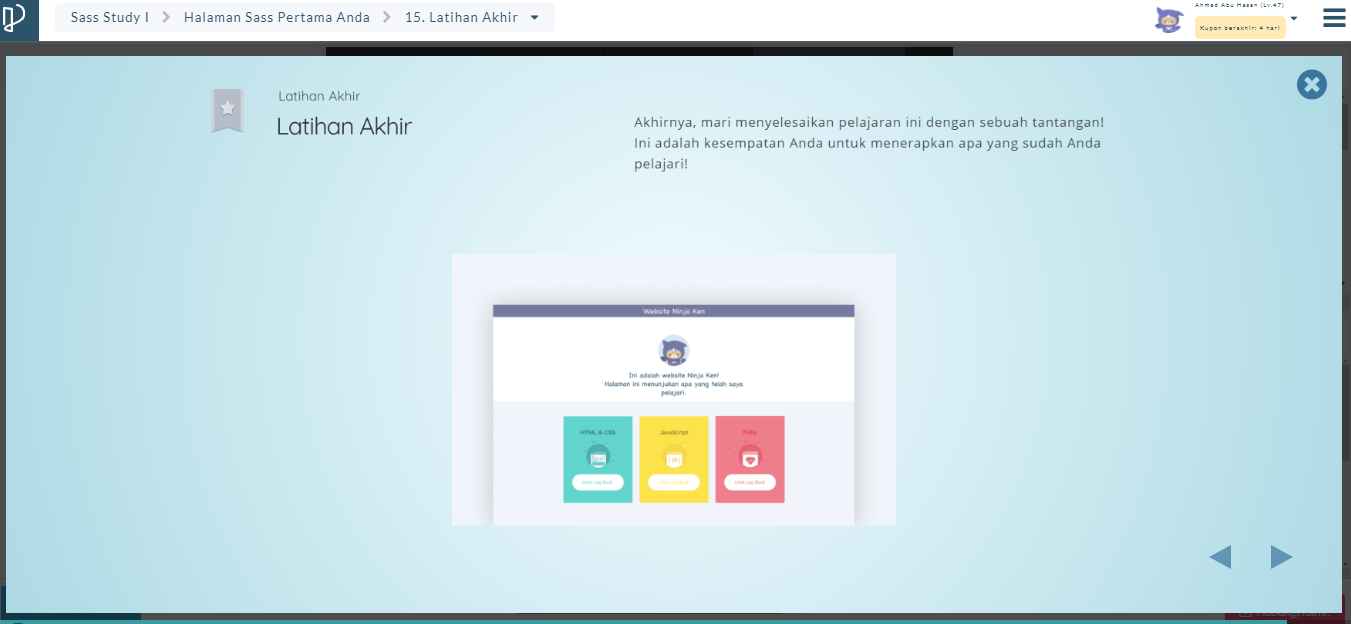 Sass Study I
Halaman Sass Pertama Anda
15. Latihan Akhir
Ahmad Abu Hasan (Lv.47)
Kupon berakhir: 4 hari
Latihan Akhir
Latihan Akhir
Akhirnya, mari menyelesaikan pelajaran ini dengan sebuah tantangan!
Ini adalah kesempatan Anda untuk menerapkan apa yang sudah Anda
pelajari!
Website Ninja Ken
Ini adalah website Ninja Ken!
Halaman ini menunjukan apa yang telah saya
pelajari.
HTML & CSS
JavaScript
Ruby
Lihat Log Studi
Lihat Log Studi
Lihat Log Studi